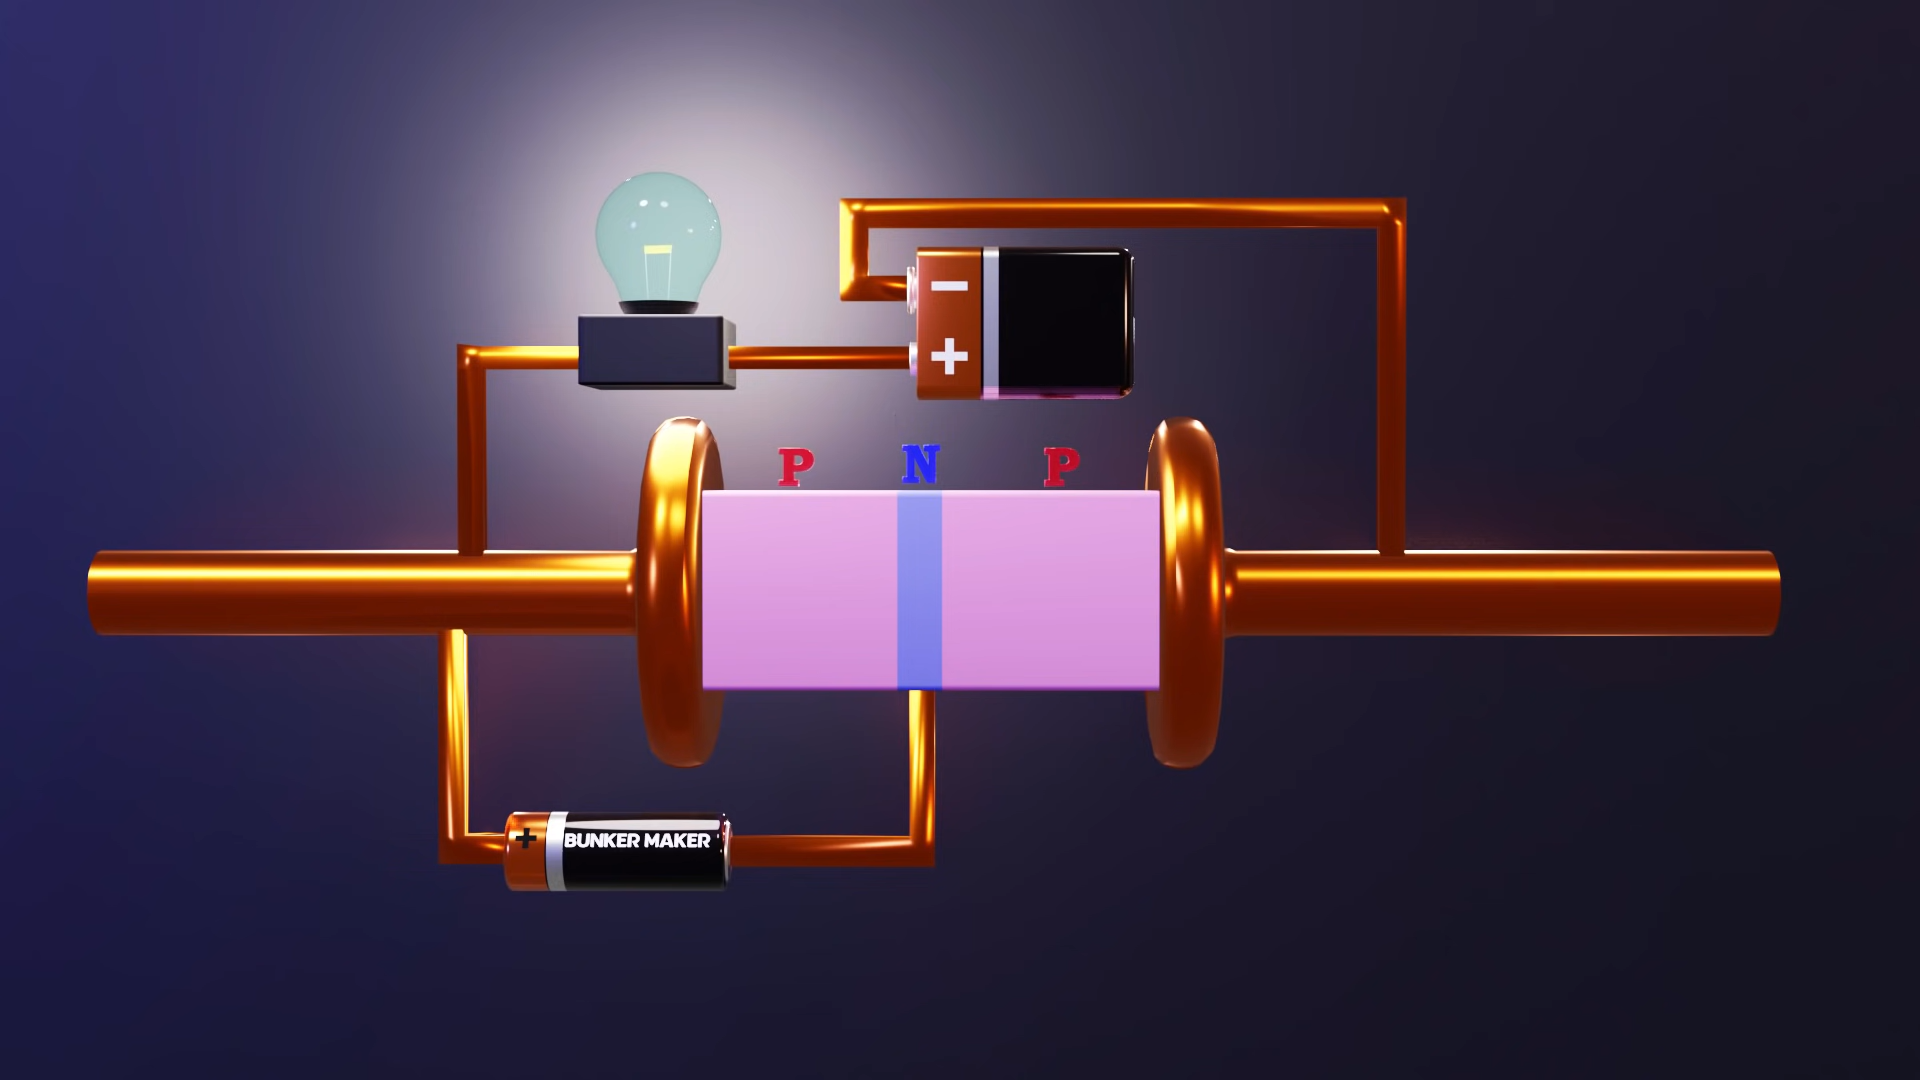 −
+
P N P
+ BUNKER MAKER